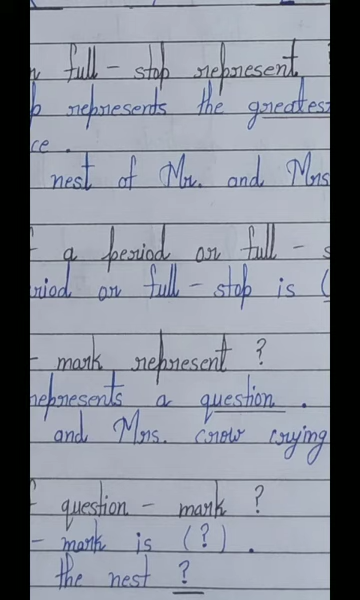 full - stop represent
represents the greates
ce .
nest of Mr. and Mrs
a period or full - s
riod or full - stop is (
- mark represent ?
represents a question .
and Mrs. crow crying
question - mark ?
- mark is (?) .
the nest ?